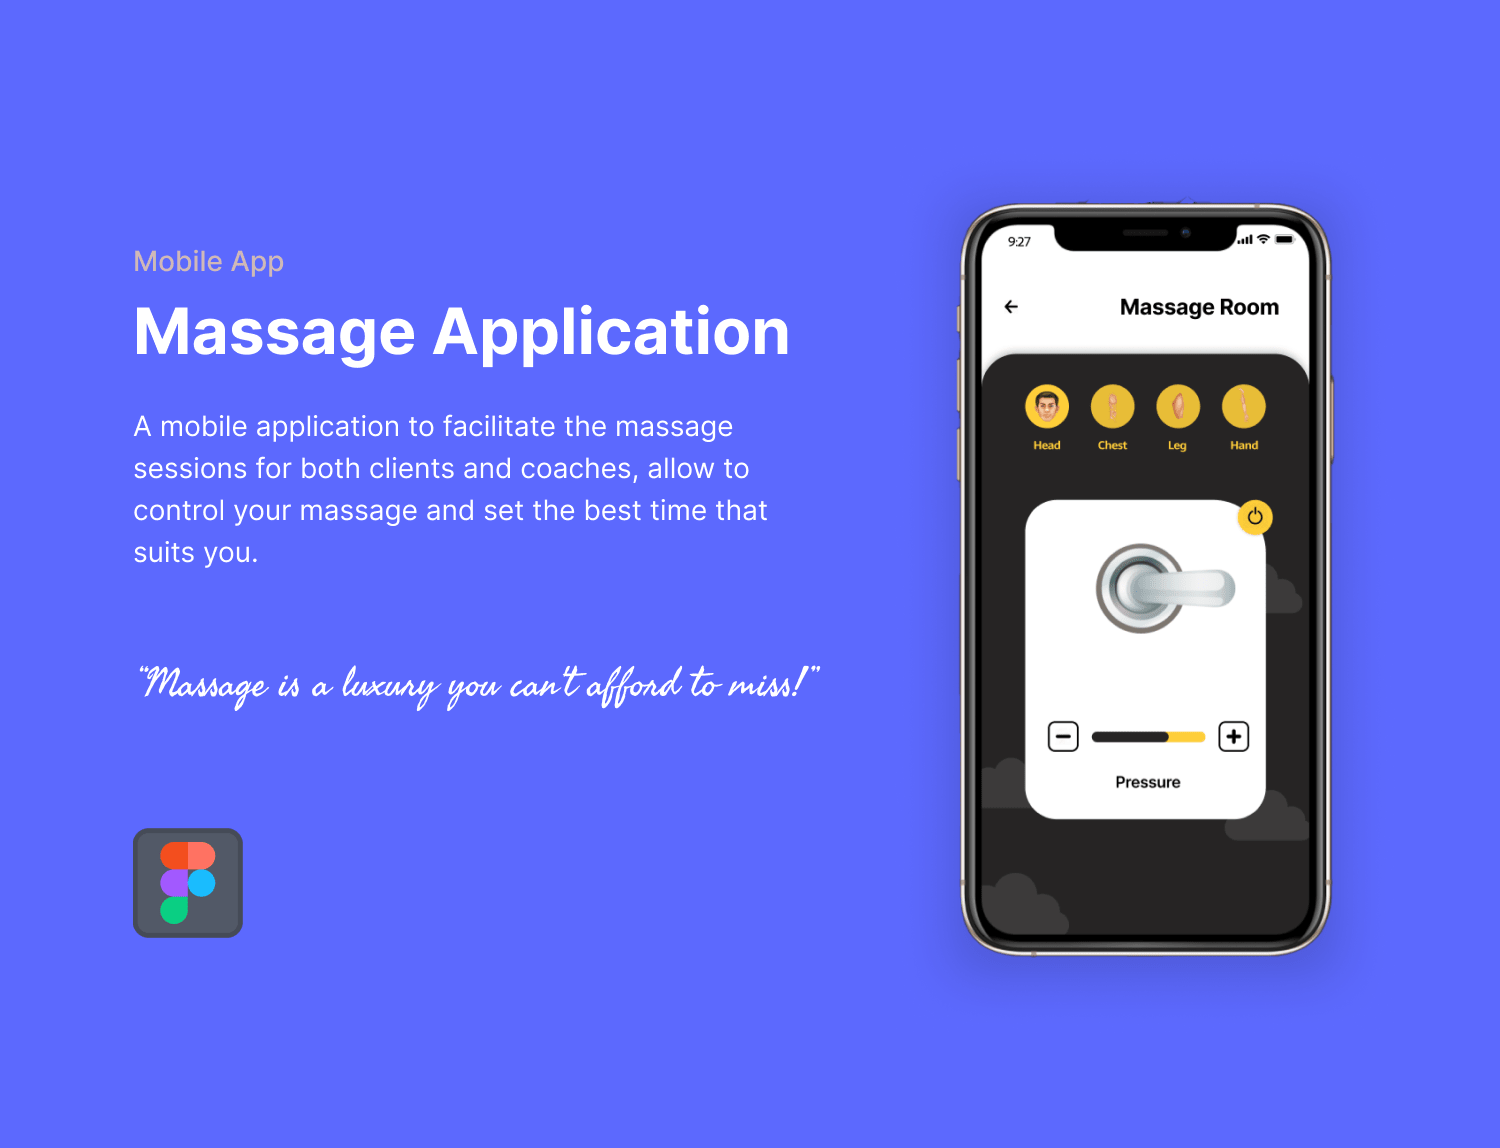 Mobile App
Massage Application
A mobile application to facilitate the massage
sessions for both clients and coaches, allow to
control your massage and set the best time that
suits you.
"Massage is a luxury you can't afford to miss!"
9:27
Massage Room
Head
Chest
Leg
Hand
Pressure